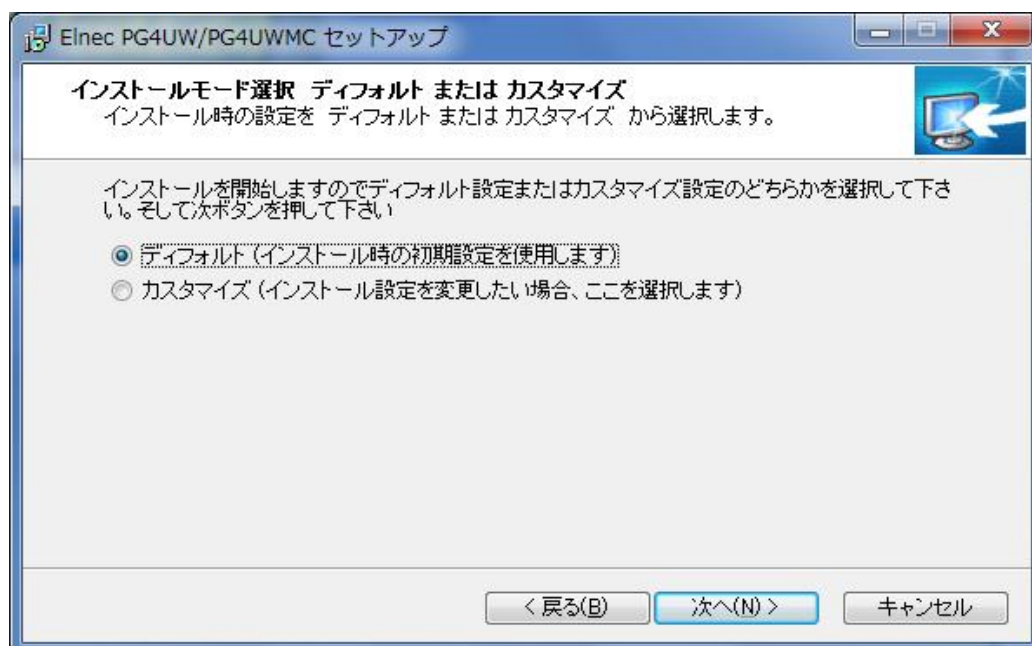 Elnec PG4UW/PG4UWMC セットアップ
インストールモード選択 ディフォルト または カスタマイズ
インストール時の設定を ディフォルト または カスタマイズ から選択します。
インストールを開始しますのでディフォルト設定またはカスタマイズ設定のどちらかを選択して下さ
い。そして次ボタンを押して下さい
ディフォルト (インストール時の初期設定を使用します)
カスタマイズ (インストール設定を変更したい場合、ここを選択します)
< 戻る(B)
次へ(N) >
キャンセル